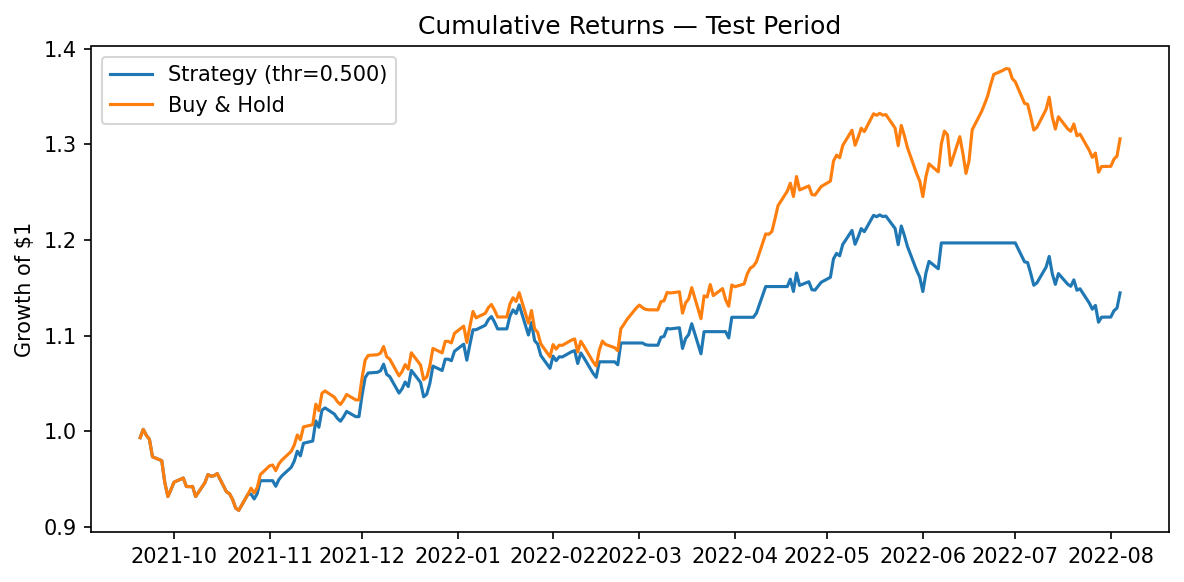 Cumulative Returns — Test Period
Strategy (thr=0.500)
Buy & Hold
Growth of $1
1.4
1.3
1.2
1.1
1.0
0.9
2021-10 2021-11 2021-12 2022-01 2022-02 2022-03 2022-04 2022-05 2022-06 2022-07 2022-08